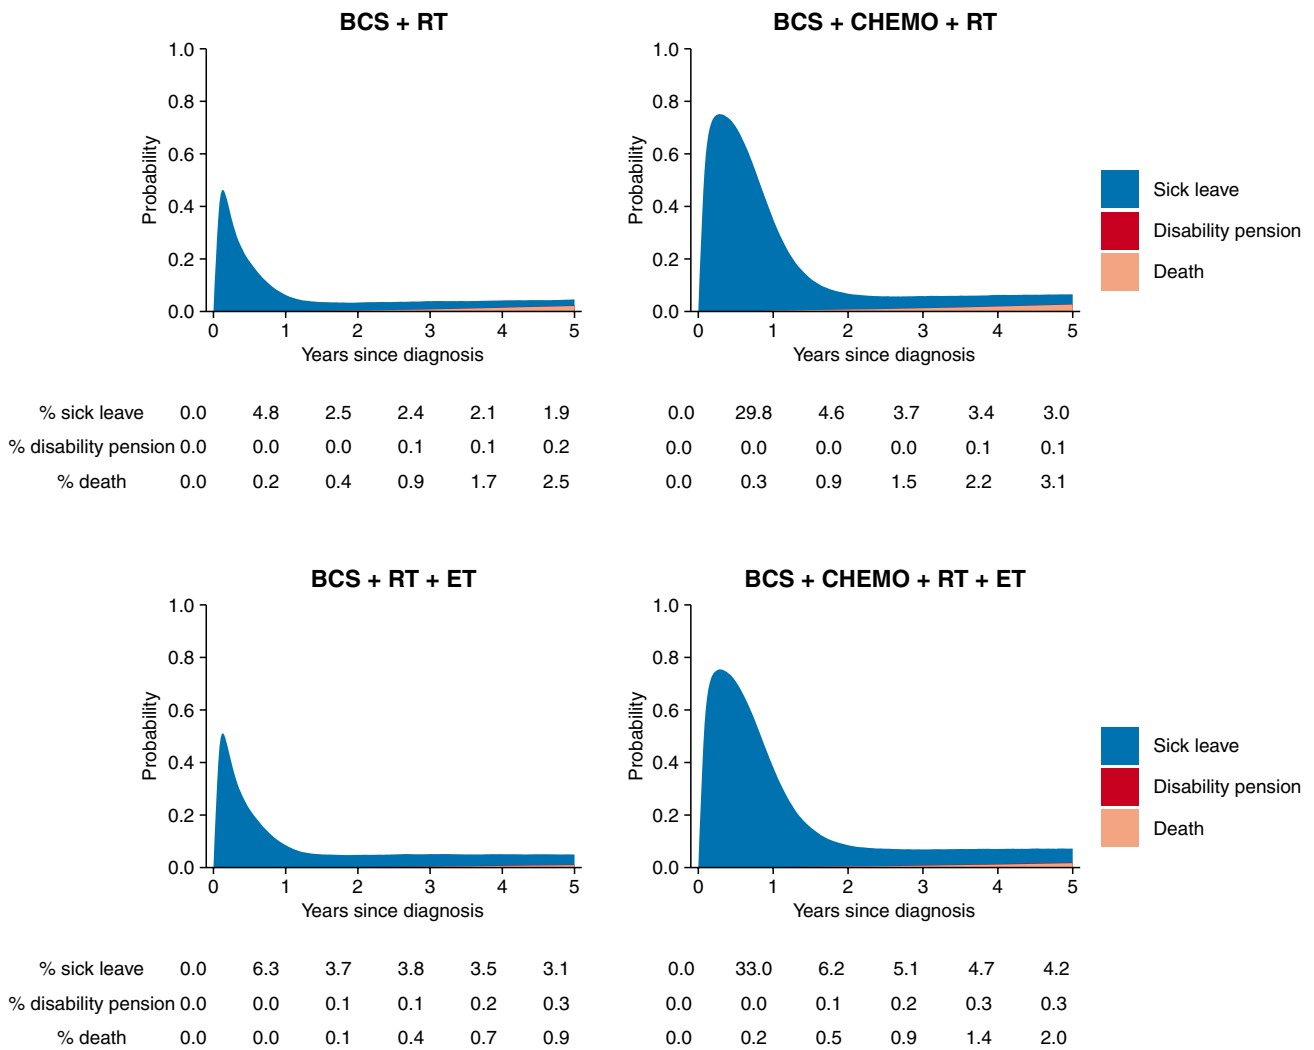 BCS + RT
BCS + CHEMO + RT
1.0
0.8
0.6
0.4
0.2
0.0
Probability
0 1 2 3 4 5
Years since diagnosis
1.0
0.8
0.6
0.4
0.2
0.0
Probability
0 1 2 3 4 5
Years since diagnosis
Sick leave
Disability pension
Death
% sick leave 0.0 4.8 2.5 2.4 2.1 1.9 0.0 29.8 4.6 3.7 3.4 3.0
% disability pension 0.0 0.0 0.0 0.1 0.1 0.2 0.0 0.0 0.0 0.0 0.1 0.1
% death 0.0 0.2 0.4 0.9 1.7 2.5 0.0 0.3 0.9 1.5 2.2 3.1
BCS + RT + ET
BCS + CHEMO + RT + ET
1.0
0.8
0.6
0.4
0.2
0.0
Probability
0 1 2 3 4 5
Years since diagnosis
1.0
0.8
0.6
0.4
0.2
0.0
Probability
0 1 2 3 4 5
Years since diagnosis
Sick leave
Disability pension
Death
% sick leave 0.0 6.3 3.7 3.8 3.5 3.1 0.0 33.0 6.2 5.1 4.7 4.2
% disability pension 0.0 0.0 0.1 0.1 0.2 0.3 0.0 0.0 0.1 0.2 0.3 0.3
% death 0.0 0.0 0.1 0.4 0.7 0.9 0.0 0.2 0.5 0.9 1.4 2.0